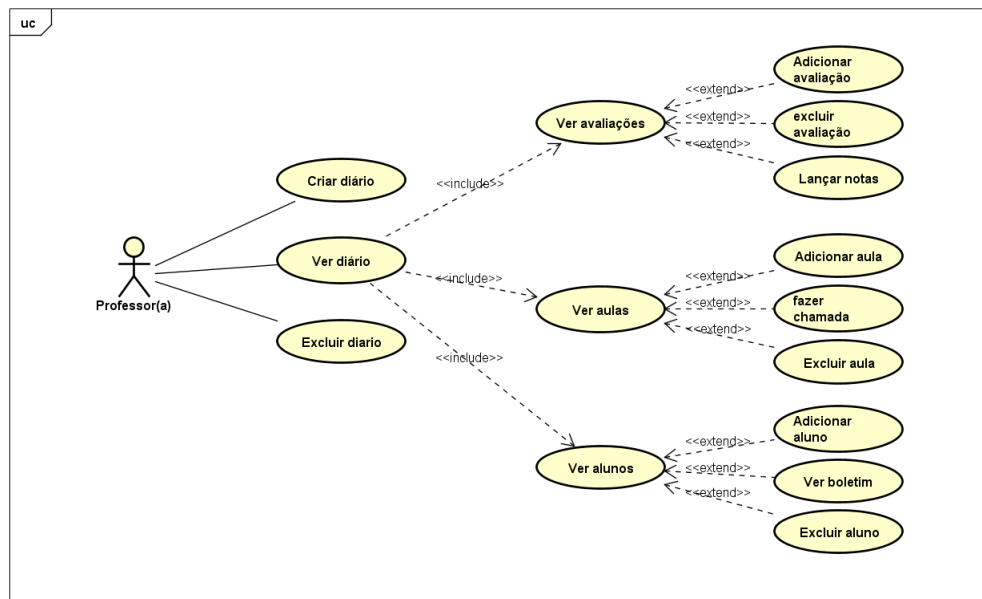 uc
Adicionar
avaliação
<<extend>>
Ver avaliações
<<extend>>
excluir
avaliação
<<extend>>
Lançar notas
Criar diário
<<include>>
Ver diário
Professor(a)
Excluir diario
<<include>>
Ver aulas
<<extend>>
Adicionar aula
<<extend>>
fazer
chamada
<<extend>>
Excluir aula
<<include>>
Ver alunos
<<extend>>
Adicionar
aluno
<<extend>>
Ver boletim
<<extend>>
Excluir aluno